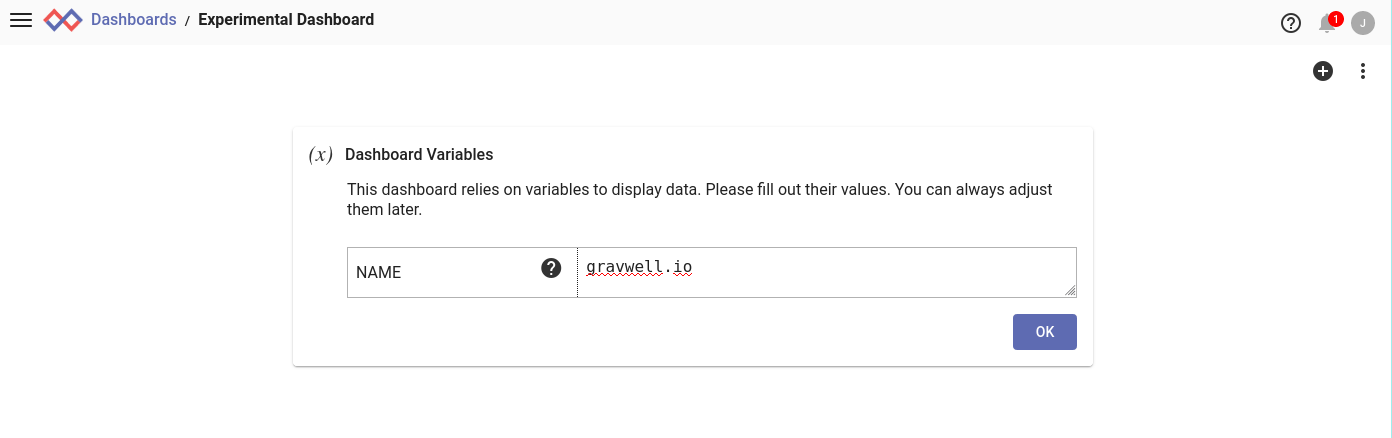 Dashboards / Experimental Dashboard
1
J
(x) Dashboard Variables
This dashboard relies on variables to display data. Please fill out their values. You can always adjust
them later.
NAME ? gravwell.io
OK